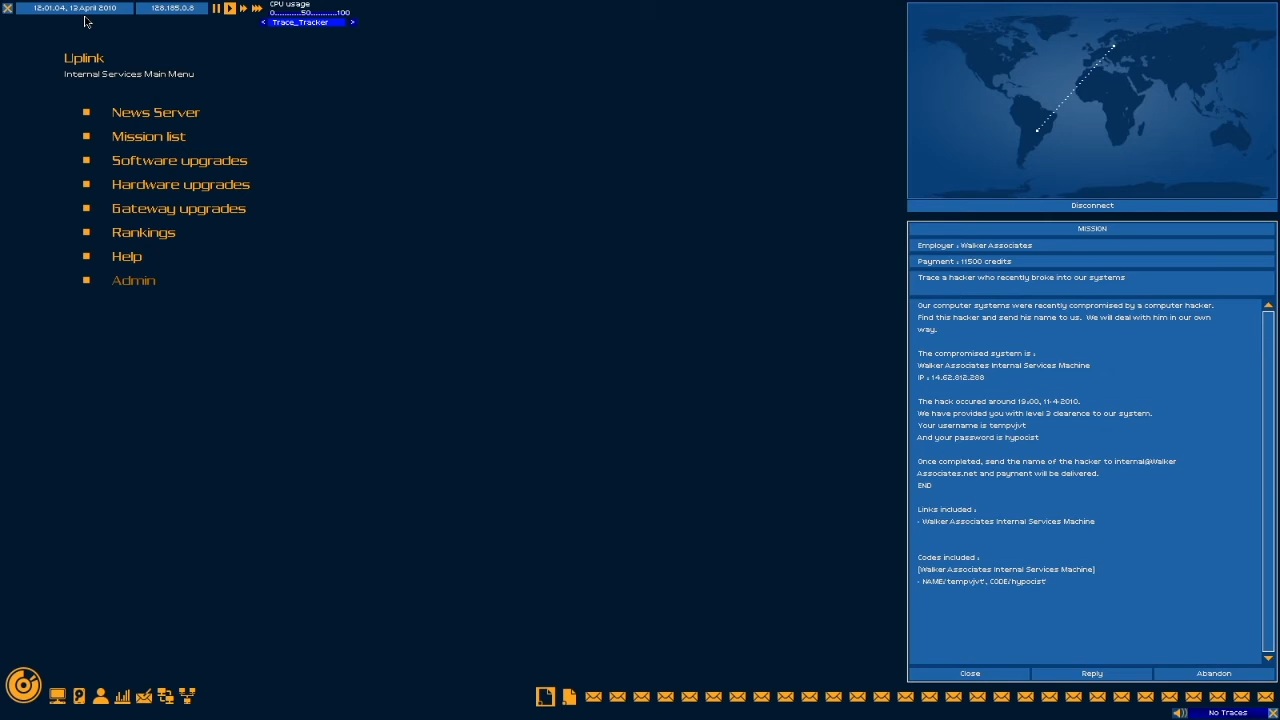 12:01.04, 13 April 2010
128.185.0.8
CPU usage
0..........50..........100
< Trace_Tracker >
Uplink
Internal Services Main Menu
News Server
Mission list
Software upgrades
Hardware upgrades
Gateway upgrades
Rankings
Help
Admin
Disconnect
MISSION
Employer : Walker Associates
Payment : 11500 credits
Trace a hacker who recently broke into our systems
Our computer systems were recently compromised by a computer hacker.
Find this hacker and send his name to us.  We will deal with him in our own
way.
The compromised system is :
Walker Associates Internal Services Machine
IP : 14.62.812.288
The hack occured around 19:00, 11-4-2010.
We have provided you with level 3 clearence to our system.
Your username is tempvjvt
And your password is hypocist
Once completed, send the name of the hacker to internal@Walker
Associates.net and payment will be delivered.
END
Links included :
- Walker Associates Internal Services Machine
Codes included :
[Walker Associates Internal Services Machine]
- NAME:'tempvjvt', CODE:'hypocist'
Close
Reply
Abandon
No Traces